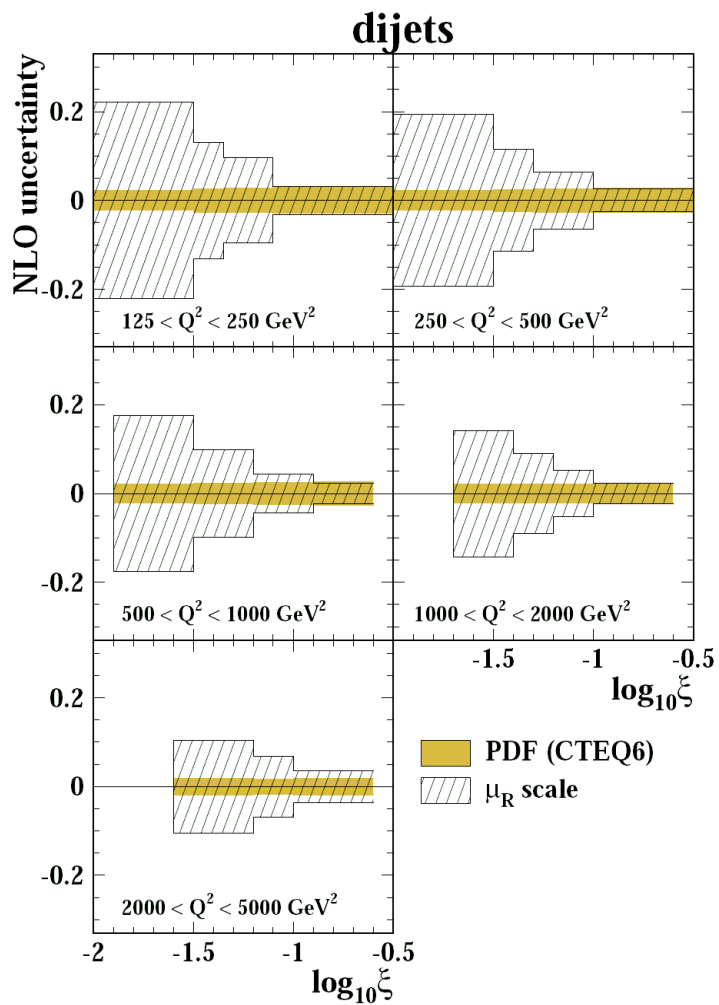 dijets
NLO uncertainty
0.2
0
-0.2
125 < Q² < 250 GeV²
250 < Q² < 500 GeV²
0.2
0
-0.2
500 < Q² < 1000 GeV²
1000 < Q² < 2000 GeV²
-1.5 -1 -0.5
log₁₀ξ
0.2
0
-0.2
PDF (CTEQ6)
μ_R scale
2000 < Q² < 5000 GeV²
-2 -1.5 -1 -0.5
log₁₀ξ